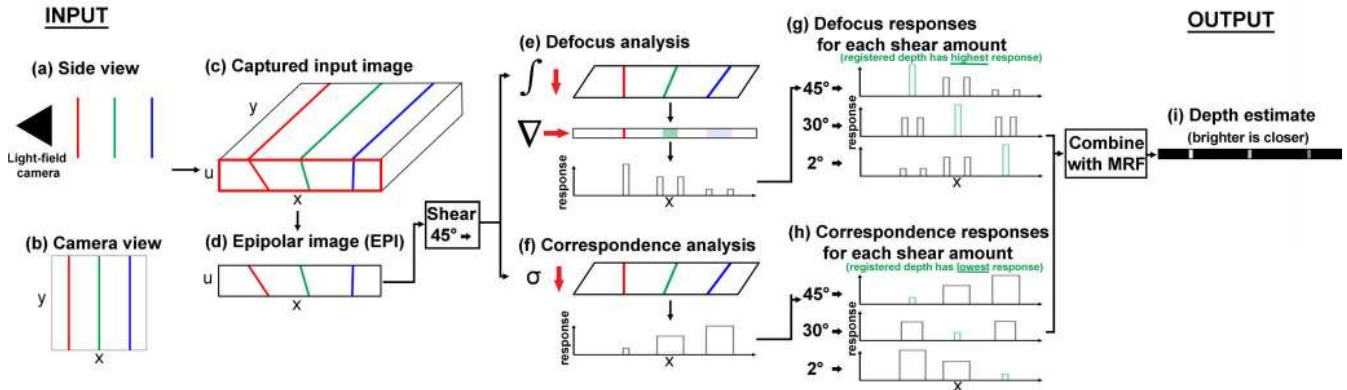 INPUT
(a) Side view
Light-field
camera
(b) Camera view
y
x
(c) Captured input image
y
u
x
(d) Epipolar image (EPI)
u
x
Shear
45°
(e) Defocus analysis
∫
∇
response
x
(f) Correspondence analysis
σ
response
x
(g) Defocus responses
for each shear amount
(registered depth has highest response)
45°
30°
2°
response
x
(h) Correspondence responses
for each shear amount
(registered depth has lowest response)
45°
30°
2°
response
x
Combine
with MRF
OUTPUT
(i) Depth estimate
(brighter is closer)